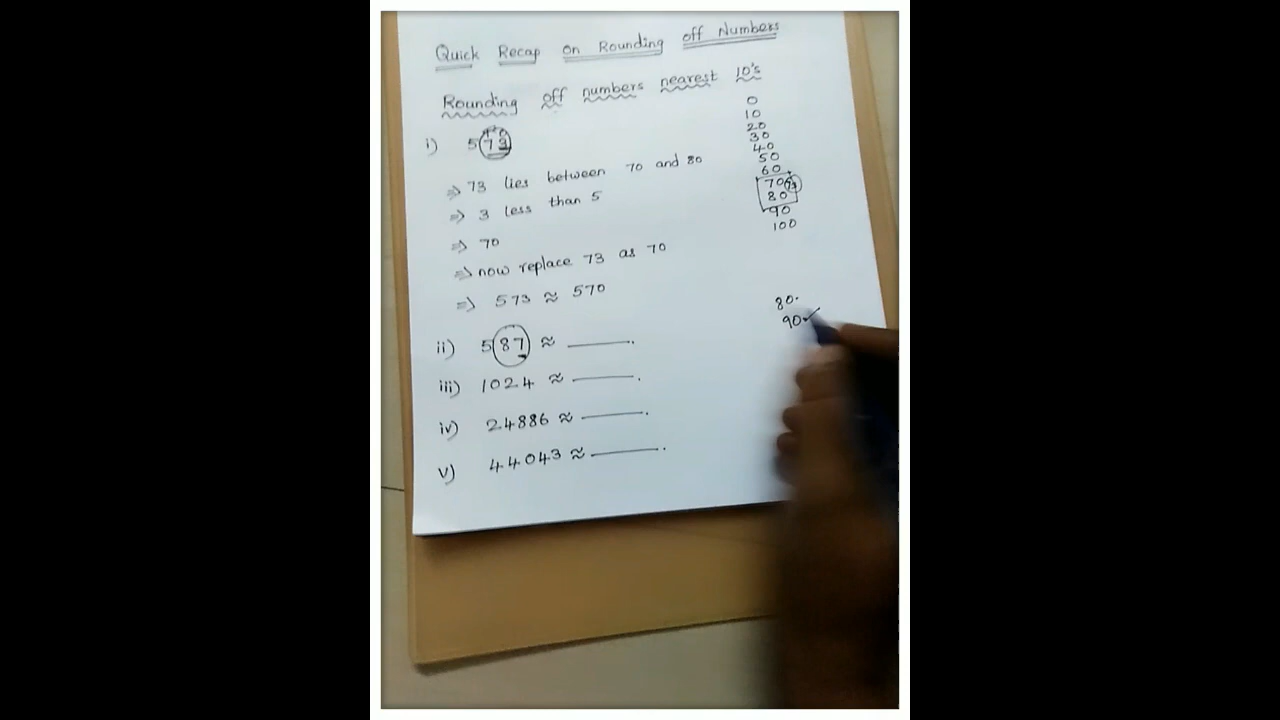 Quick Recap on Rounding off Numbers
Rounding off numbers nearest 10's
i) 573
⇒ 73 lies between 70 and 80
⇒ 3 less than 5
⇒ 70
⇒ now replace 73 as 70
⇒ 573 ≈ 570
ii) 587 ≈ ______.
iii) 1024 ≈ ______.
iv) 24886 ≈ ______.
v) 44043 ≈ ______.
0
10
20
30
40
50
60
70
80
90
100
80.
90✓